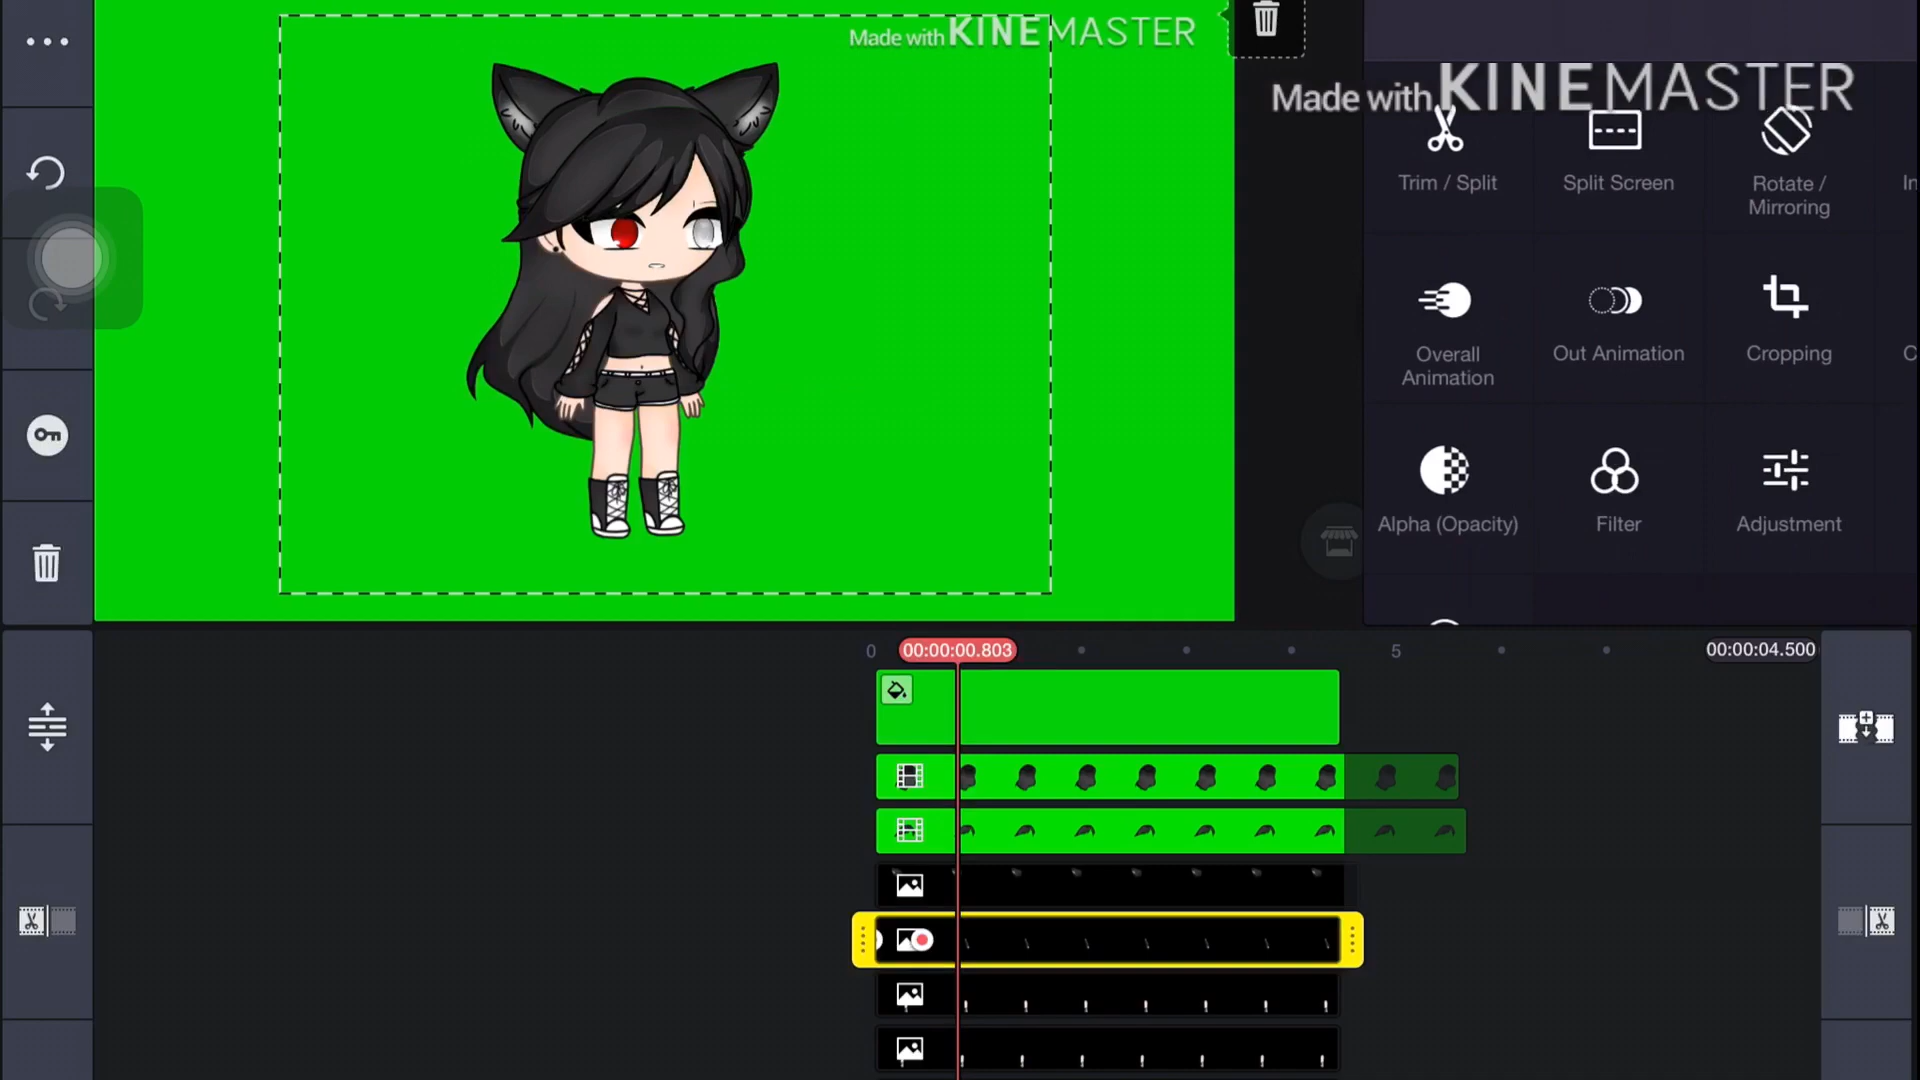 Made with KINEMASTER
Made with KINEMASTER
Trim / Split
Split Screen
Rotate /
Mirroring
In
Overall
Animation
Out Animation
Cropping
C
Alpha (Opacity)
Filter
Adjustment
0
00:00:00.803
5
00:00:04.500